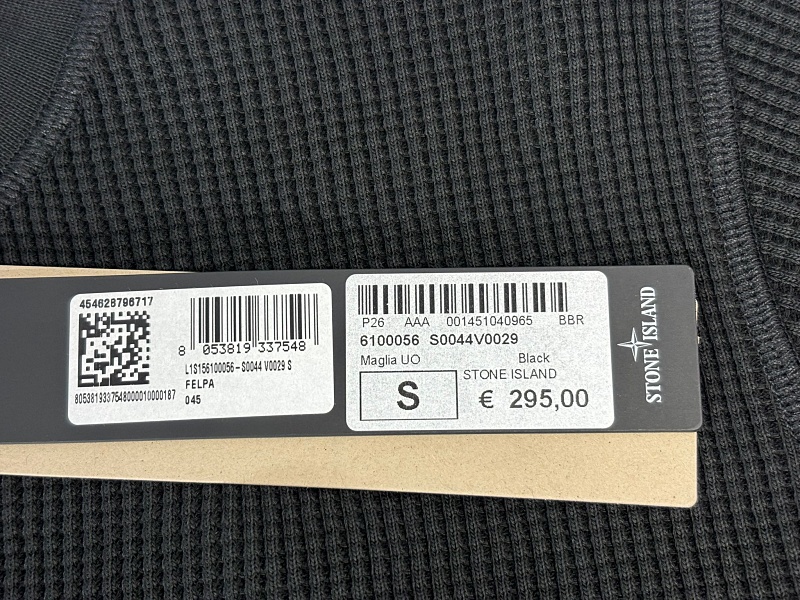 454628796717
8 053819 337548
L1S156100056-S0044 V0029 S
FELPA
8053819337548000010000187
045
P26 AAA 001451040965 BBR
6100056 S0044V0029
Maglia UO Black
STONE ISLAND
S
€ 295,00
STONE ISLAND